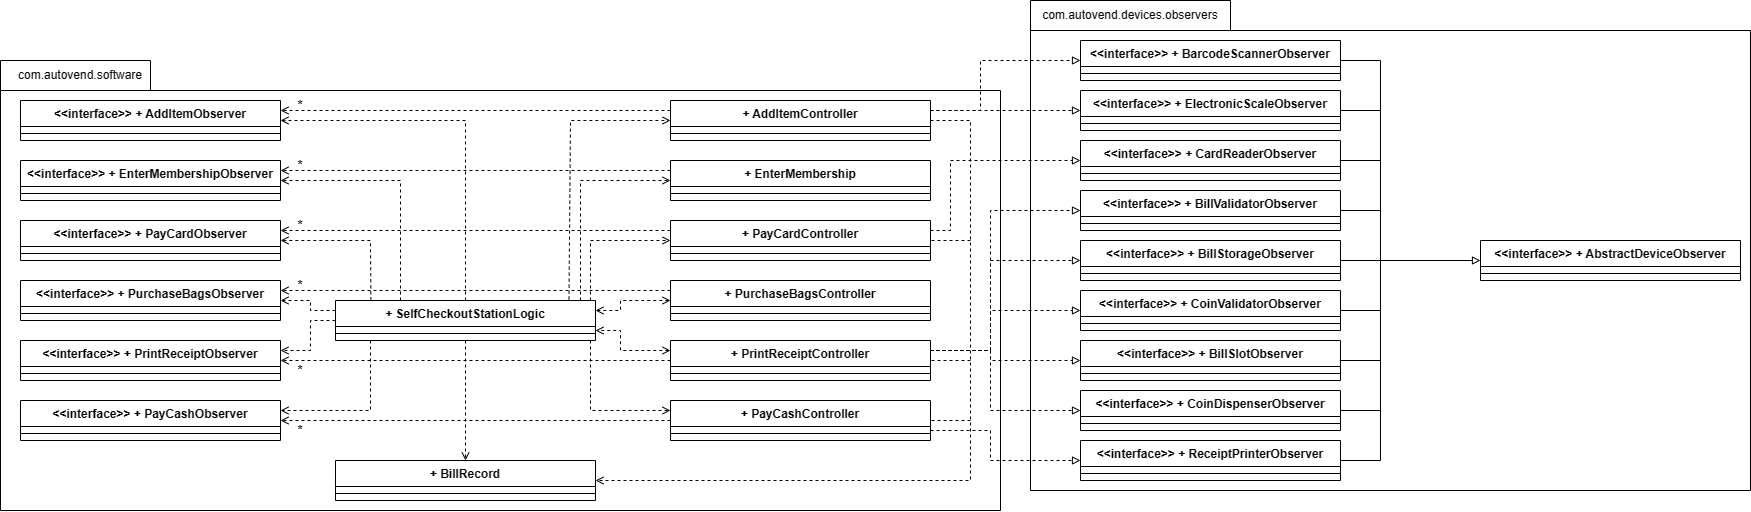 com.autovend.devices.observers
<<interface>> + BarcodeScannerObserver
com.autovend.software
<<interface>> + AddItemObserver
*
+ AddItemController
<<interface>> + ElectronicScaleObserver
<<interface>> + CardReaderObserver
<<interface>> + EnterMembershipObserver
*
+ EnterMembership
<<interface>> + BillValidatorObserver
<<interface>> + PayCardObserver
*
+ PayCardController
<<interface>> + BillStorageObserver
<<interface>> + AbstractDeviceObserver
<<interface>> + PurchaseBagsObserver
*
+ PurchaseBagsController
<<interface>> + CoinValidatorObserver
+ SelfCheckoutStationLogic
<<interface>> + PrintReceiptObserver
*
+ PrintReceiptController
<<interface>> + BillSlotObserver
<<interface>> + CoinDispenserObserver
<<interface>> + PayCashObserver
*
+ PayCashController
<<interface>> + ReceiptPrinterObserver
+ BillRecord